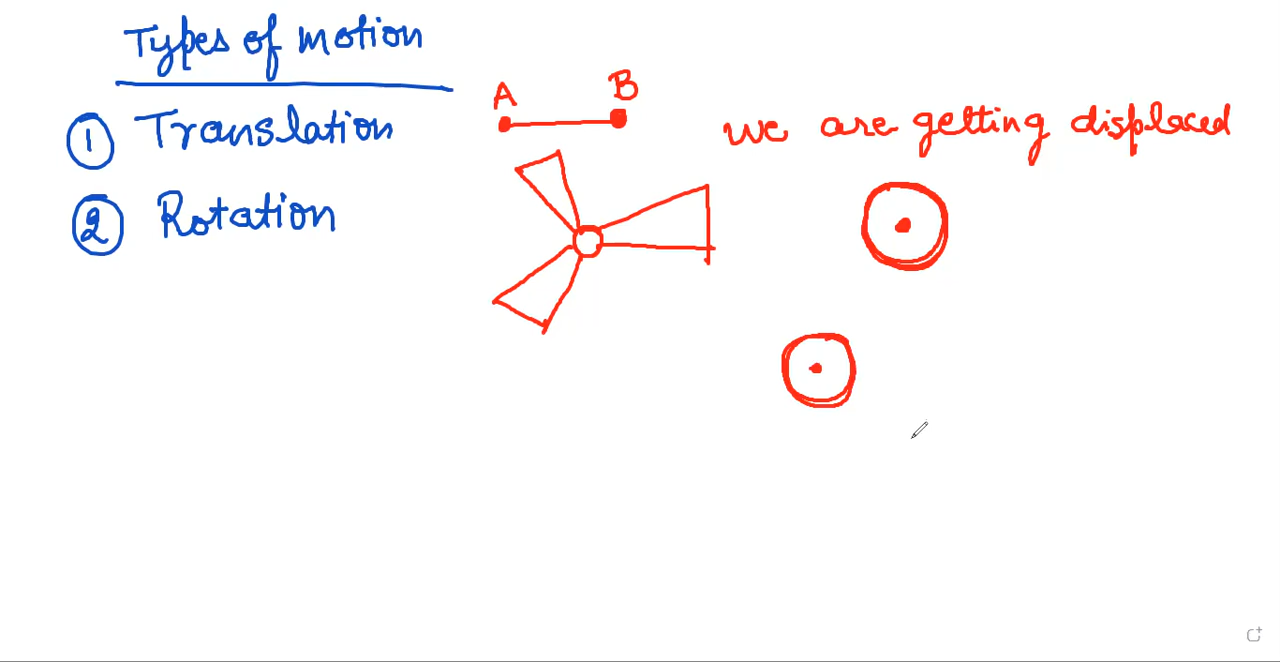 Types of motion
① Translation
A B
we are getting displaced
② Rotation